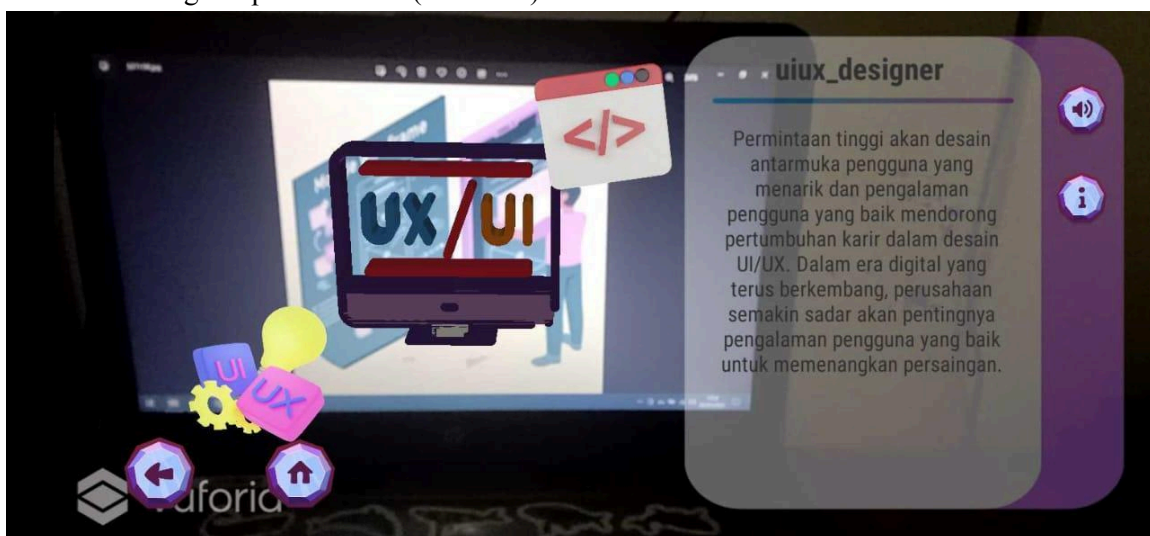 uiux_designer
Permintaan tinggi akan desain
antarmuka pengguna yang
menarik dan pengalaman
pengguna yang baik mendorong
pertumbuhan karir dalam desain
UI/UX. Dalam era digital yang
terus berkembang, perusahaan
semakin sadar akan pentingnya
pengalaman pengguna yang baik
untuk memenangkan persaingan.
</>
UX/UI
UI
UX
vuforia